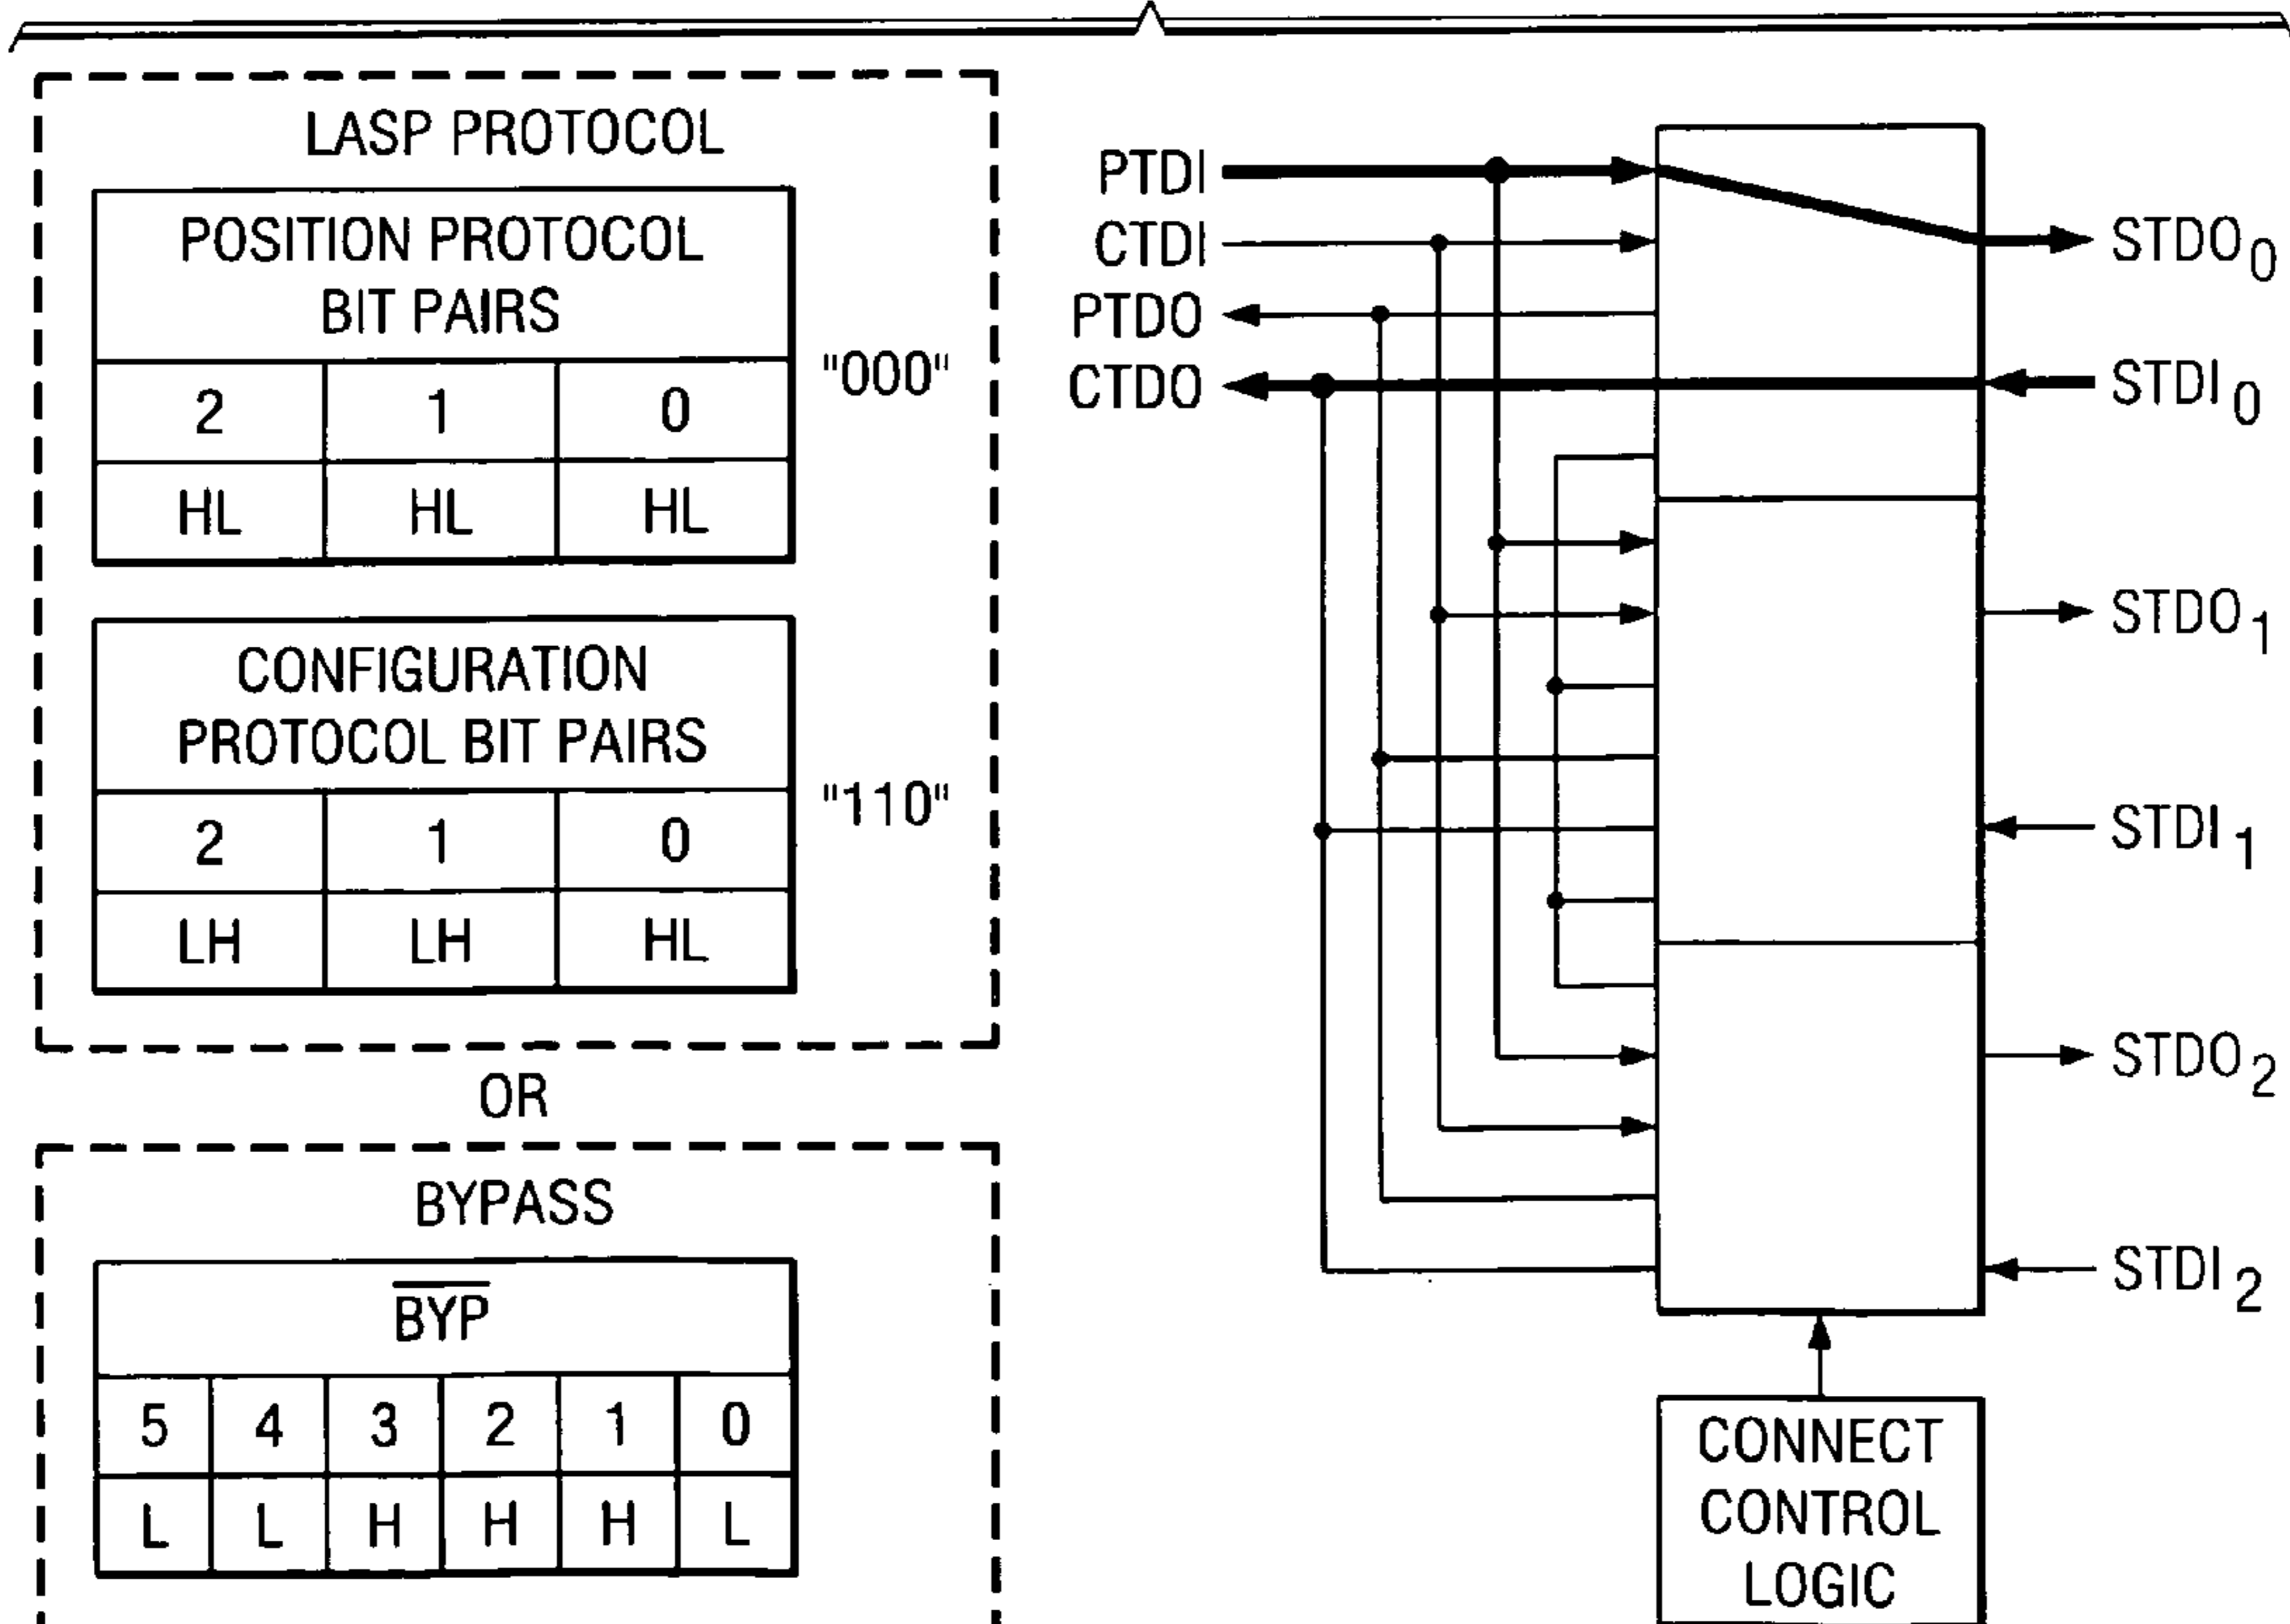 LASP PROTOCOL
POSITION PROTOCOL
BIT PAIRS
2 1 0
HL HL HL
"000"
CONFIGURATION
PROTOCOL BIT PAIRS
2 1 0
LH LH HL
"110"
OR
BYPASS
BYP
5 4 3 2 1 0
L L H H H L
PTDI
CTDI
PTDO
CTDO
STDO0
STDI0
STDO1
STDI1
STDO2
STDI2
CONNECT
CONTROL
LOGIC